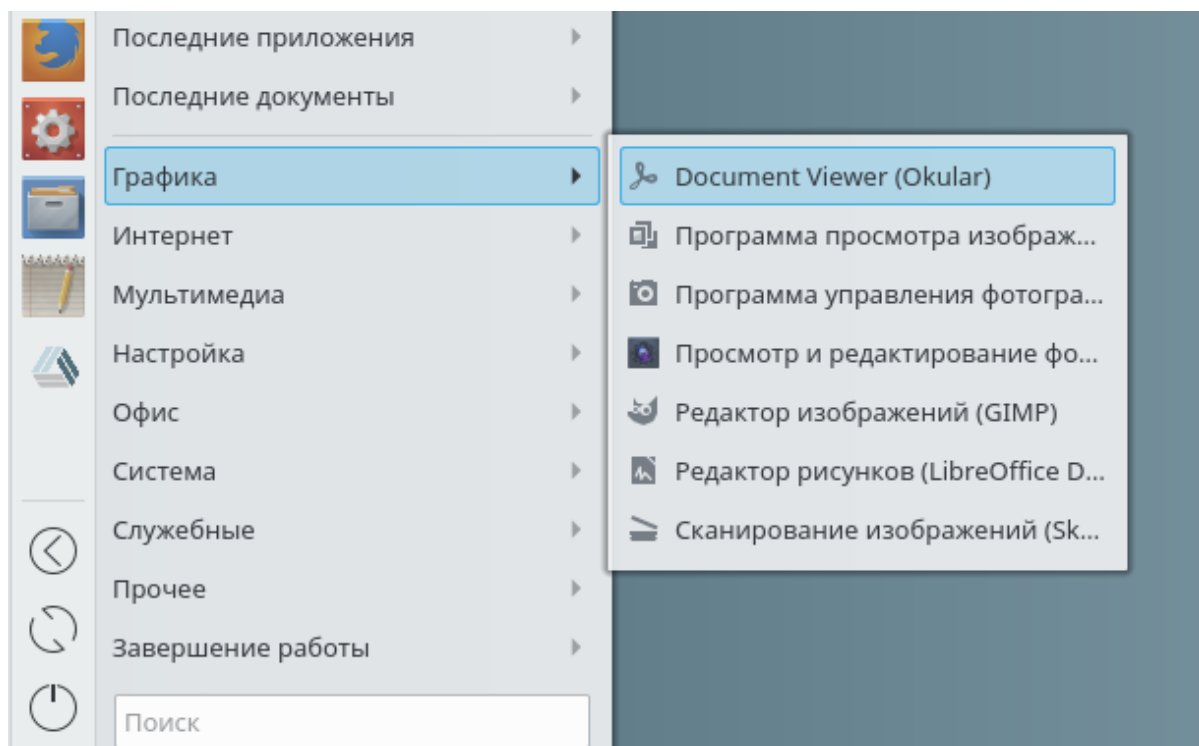 Последние приложения
Последние документы
Графика
Интернет
Мультимедиа
Настройка
Офис
Система
Служебные
Прочее
Завершение работы
Поиск
Document Viewer (Okular)
Программа просмотра изображ...
Программа управления фотогра...
Просмотр и редактирование фо...
Редактор изображений (GIMP)
Редактор рисунков (LibreOffice D...
Сканирование изображений (Sk...